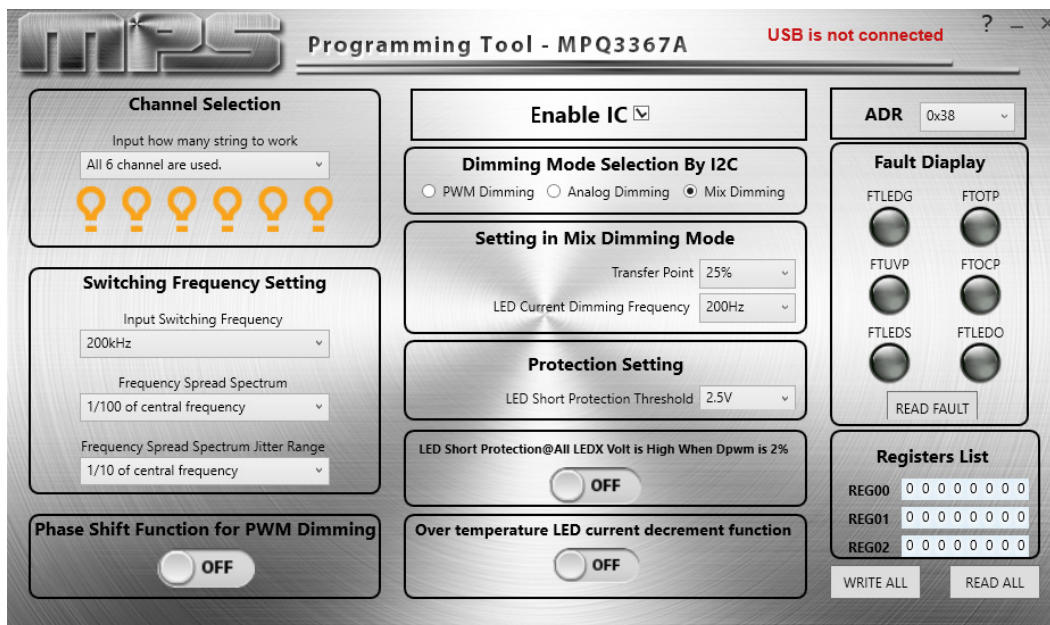 MPS
Programming Tool - MPQ3367A
USB is not connected
? _ ×
Channel Selection
Input how many string to work
All 6 channel are used.
Switching Frequency Setting
Input Switching Frequency
200kHz
Frequency Spread Spectrum
1/100 of central frequency
Frequency Spread Spectrum Jitter Range
1/10 of central frequency
Phase Shift Function for PWM Dimming
OFF
Enable IC
Dimming Mode Selection By I2C
PWM Dimming Analog Dimming Mix Dimming
Setting in Mix Dimming Mode
Transfer Point 25%
LED Current Dimming Frequency 200Hz
Protection Setting
LED Short Protection Threshold 2.5V
LED Short Protection@All LEDX Volt is High When Dpwm is 2%
OFF
Over temperature LED current decrement function
OFF
ADR 0x38
Fault Diaplay
FTLEDG FTOTP
FTUVP FTOCP
FTLEDS FTLEDO
READ FAULT
Registers List
REG00 0 0 0 0 0 0 0 0
REG01 0 0 0 0 0 0 0 0
REG02 0 0 0 0 0 0 0 0
WRITE ALL READ ALL